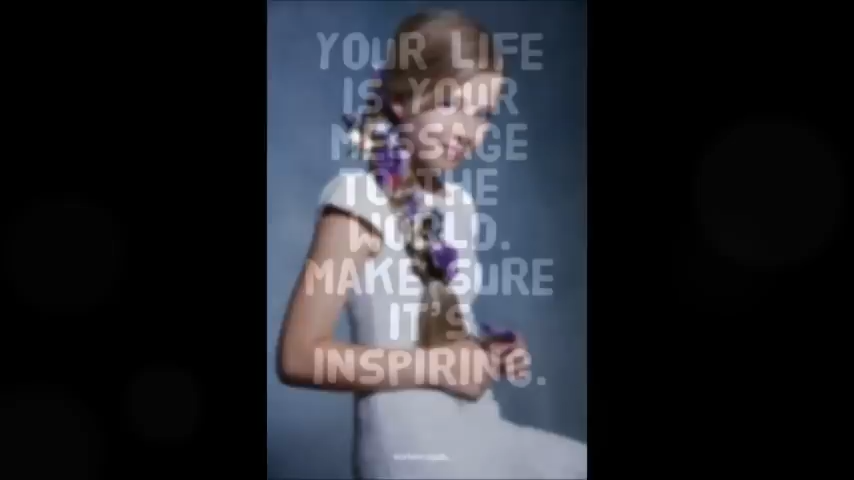 YOUR LIFE
IS YOUR
MESSAGE
TO THE
WORLD.
MAKE SURE
IT'S
INSPIRING.